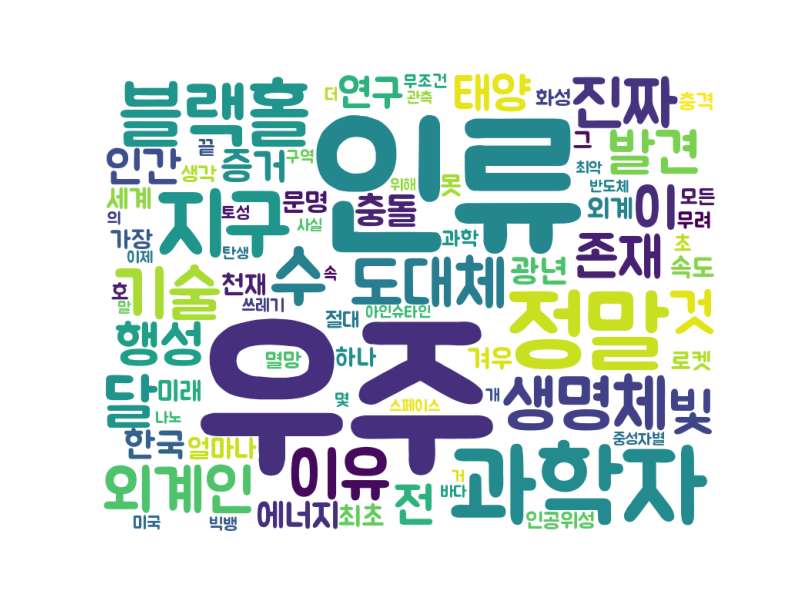 블랙홀
더
연구
무조건
관측
태양
화성
진짜
충격
인류
끝
인간
생각
증거
구역
그
발견
최악
세계
의
가장
이제
지구
토성
탄생
문명
사실
충돌
위해
못
과학
반도체
외계
이
모든
무려
호
말
기술
천재
쓰레기
수
속
도대체
아인슈타인
광년
존재
초
속도
행성
절대
정말
것
우주
멸망
하나
겨우
로켓
달
미래
나노
몇
스페이스
개
생명체
빛
중성자별
한국
얼마나
외계인
이유
미국
빅뱅
에너지
최초
전
거
바다
과학자
인공위성